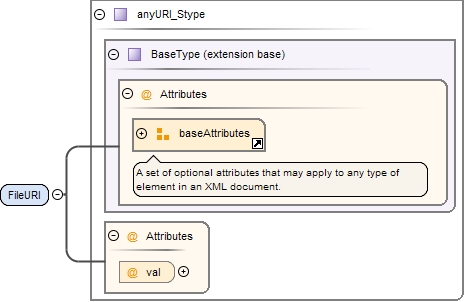 anyURI_Stype
BaseType (extension base)
@ Attributes
baseAttributes
A set of optional attributes that may apply to any type of
element in an XML document.
FileURI
@ Attributes
@ val